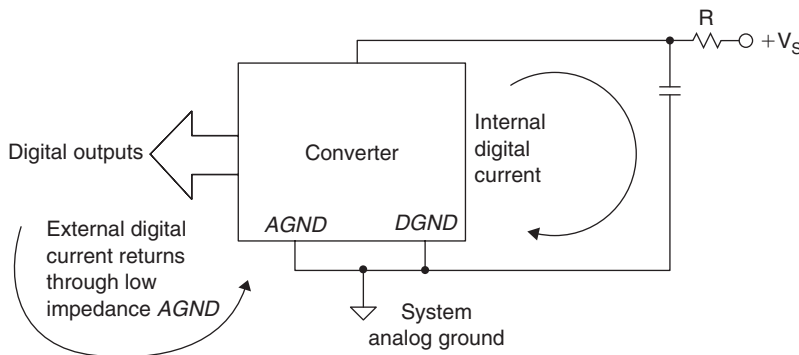 R
+V_S
Digital outputs
Converter
Internal
digital
current
AGND
DGND
External digital
current returns
through low
impedance AGND
System
analog ground